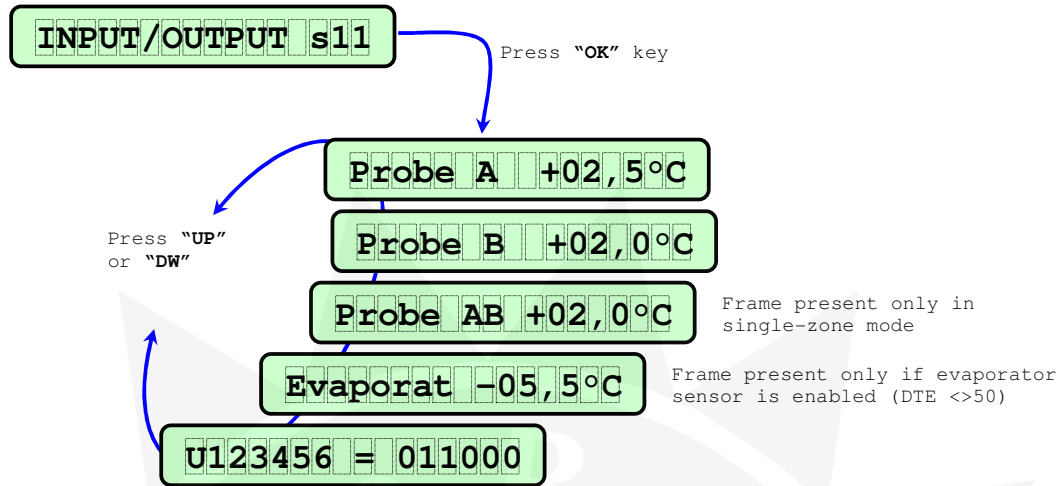 INPUT/OUTPUT s11
Press “OK” key
Probe A +02,5°C
Probe B +02,0°C
Press “UP”
or “DW”
Probe AB +02,0°C
Frame present only in
single-zone mode
Evaporat -05,5°C
Frame present only if evaporator
sensor is enabled (DTE <>50)
U123456 = 011000